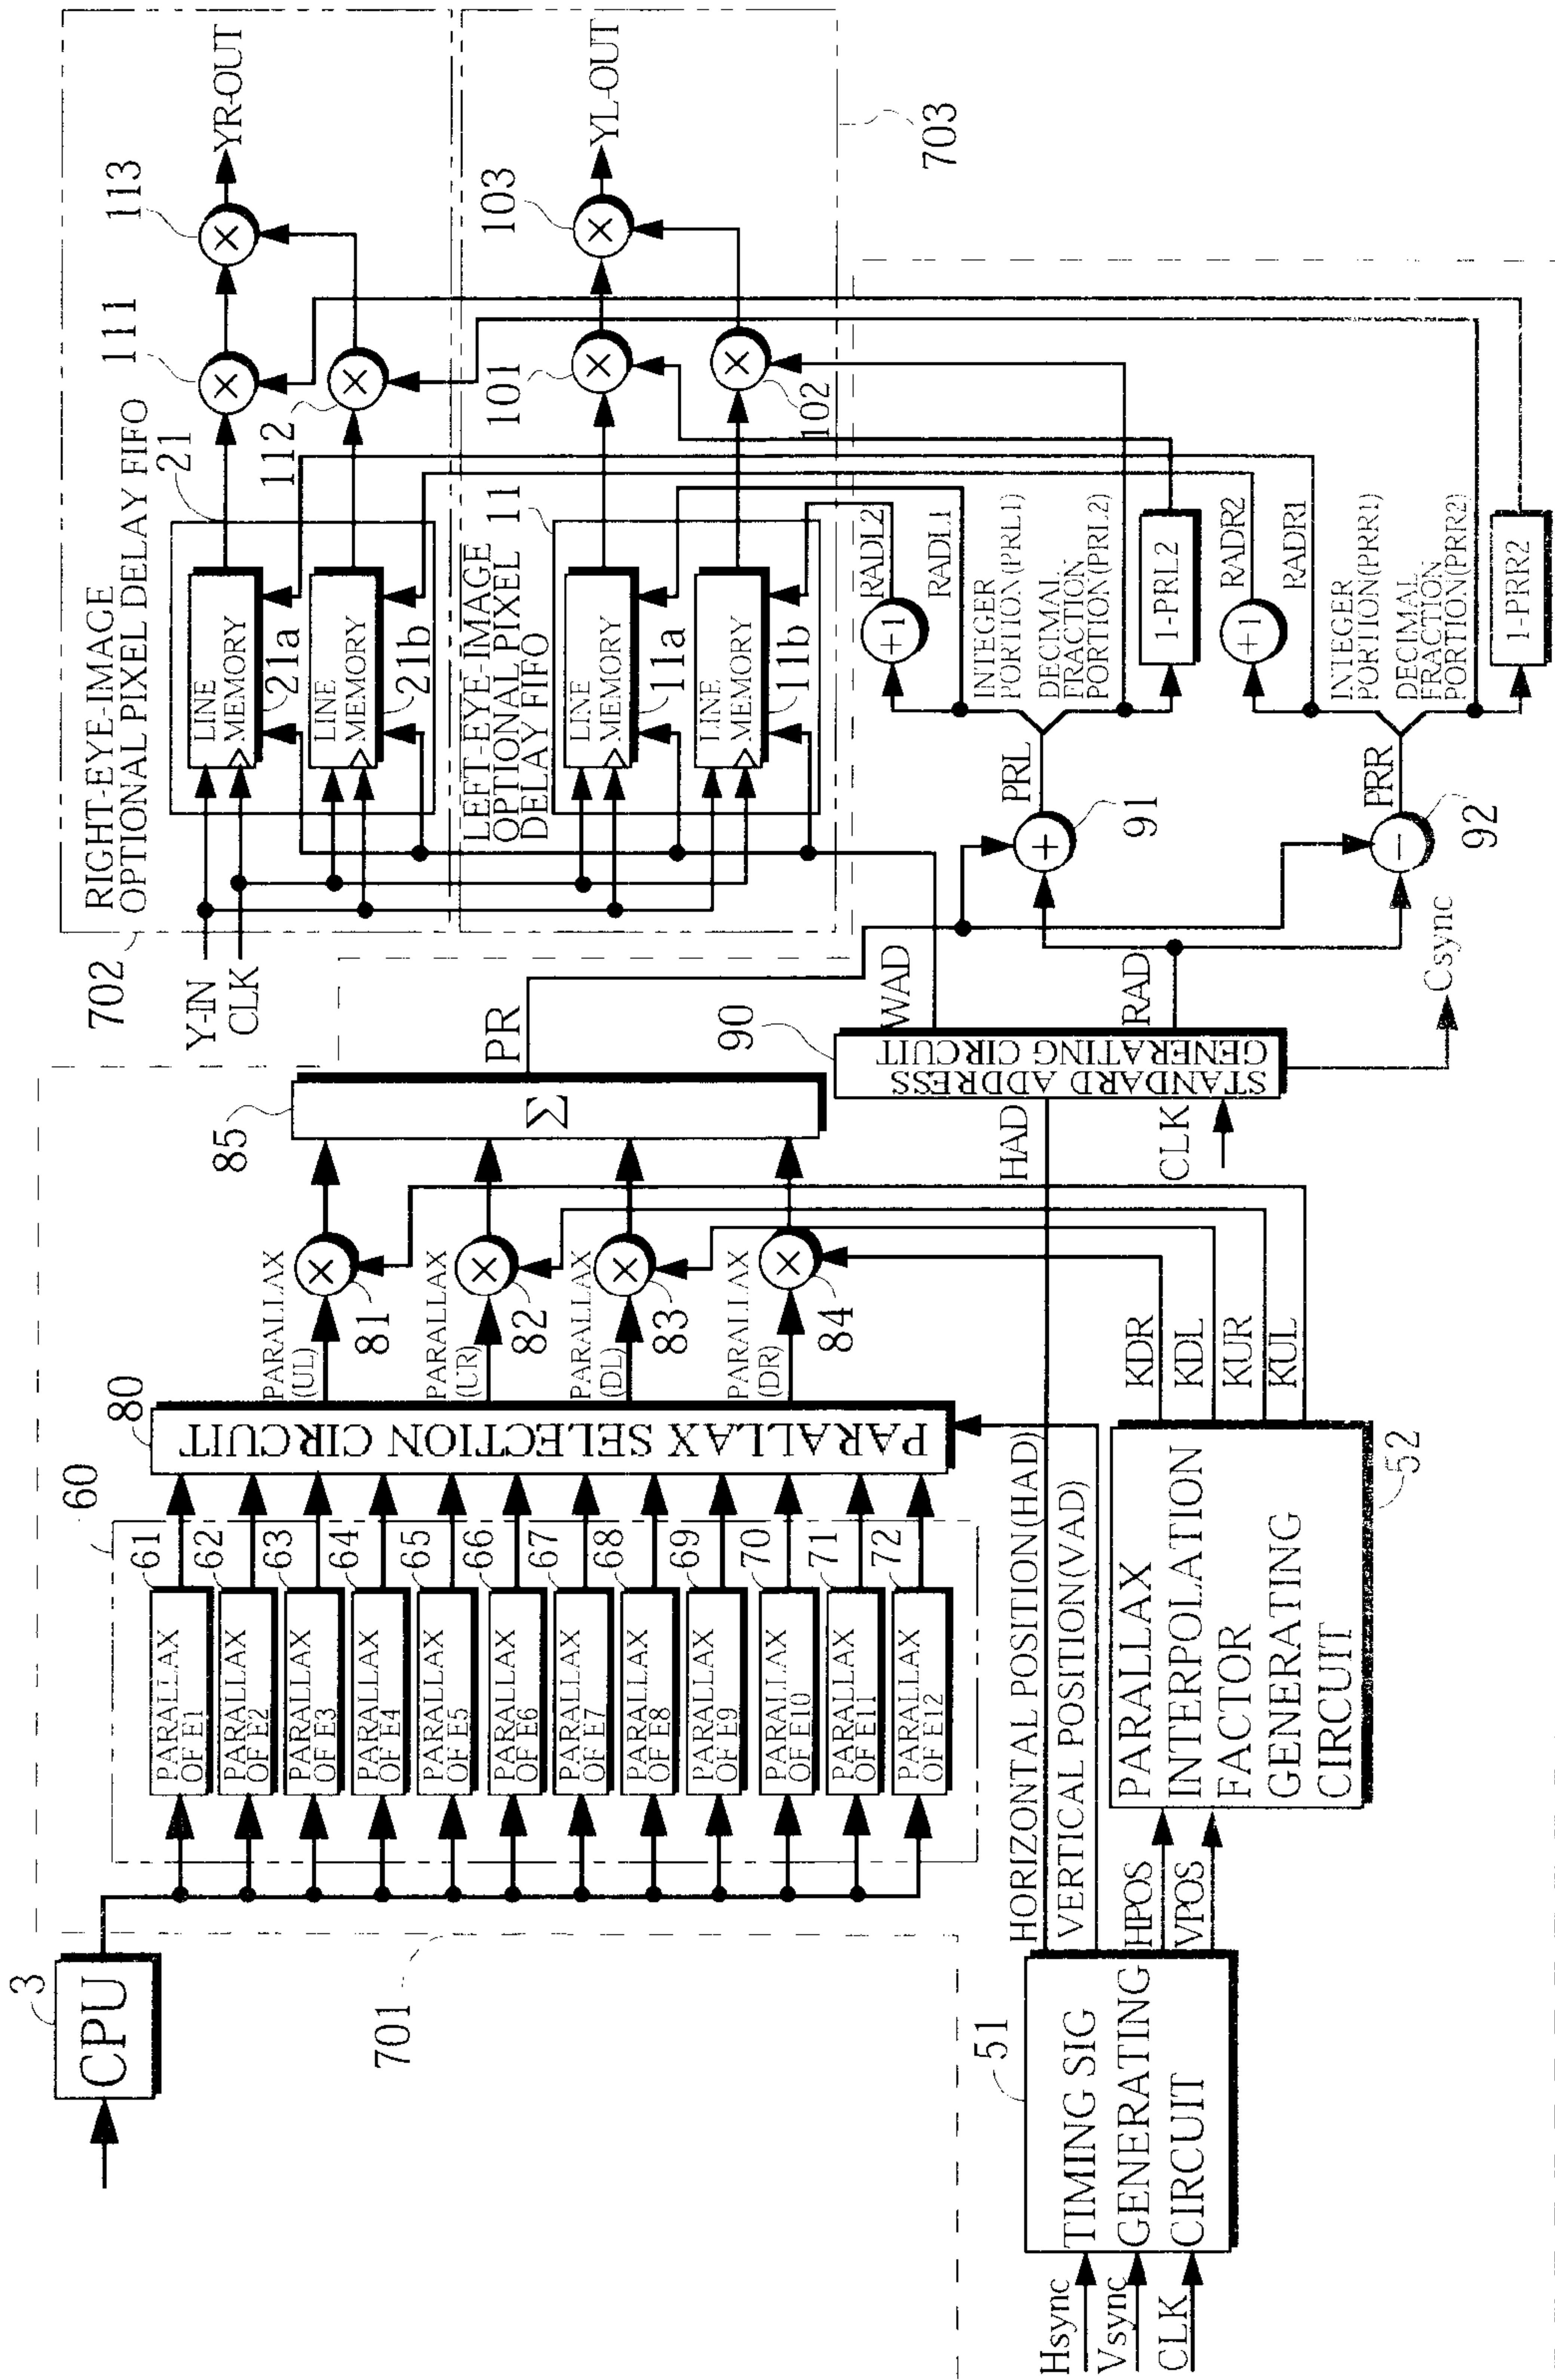 3
CPU
701
60
PARALLAX
OF E1
61
PARALLAX
OF E2
62
PARALLAX
OF E3
63
PARALLAX
OF E4
64
PARALLAX
OF E5
65
PARALLAX
OF E6
66
PARALLAX
OF E7
67
PARALLAX
OF E8
68
PARALLAX
OF E9
69
PARALLAX
OF E10
70
PARALLAX
OF E11
71
PARALLAX
OF E12
72
80
PARALLAX SELECTION CIRCUIT
PARALLAX
(UL)
×
81
PARALLAX
(UR)
×
82
PARALLAX
(DL)
×
83
PARALLAX
(DR)
×
84
85
Σ
PR
702
Y-IN
CLK
RIGHT-EYE-IMAGE
OPTIONAL PIXEL DELAY FIFO
21
LINE
MEMORY
21a
LINE
MEMORY
21b
111
×
112
×
113
×
YR-OUT
LEFT-EYE-IMAGE
OPTIONAL PIXEL
DELAY FIFO
11
LINE
MEMORY
11a
LINE
MEMORY
11b
101
×
102
×
103
×
YL-OUT
703
Hsync
Vsync
CLK
51
TIMING SIG
GENERATING
CIRCUIT
HORIZONTAL POSITION(HAD)
VERTICAL POSITION(VAD)
HPOS
VPOS
PARALLAX
INTERPOLATION
FACTOR
GENERATING
CIRCUIT
52
KDR
KDL
KUR
KUL
HAD
CLK
90
STANDARD ADDRESS
GENERATING CIRCUIT
WAD
RAD
Csync
+
91
PRL
−
92
PRR
+1
RADL2
RADL1
INTEGER
PORTION(PRL1)
DECIMAL
FRACTION
PORTION(PRL2)
1-PRL2
+1
RADR2
RADR1
INTEGER
PORTION(PRR1)
DECIMAL
FRACTION
PORTION(PRR2)
1-PRR2